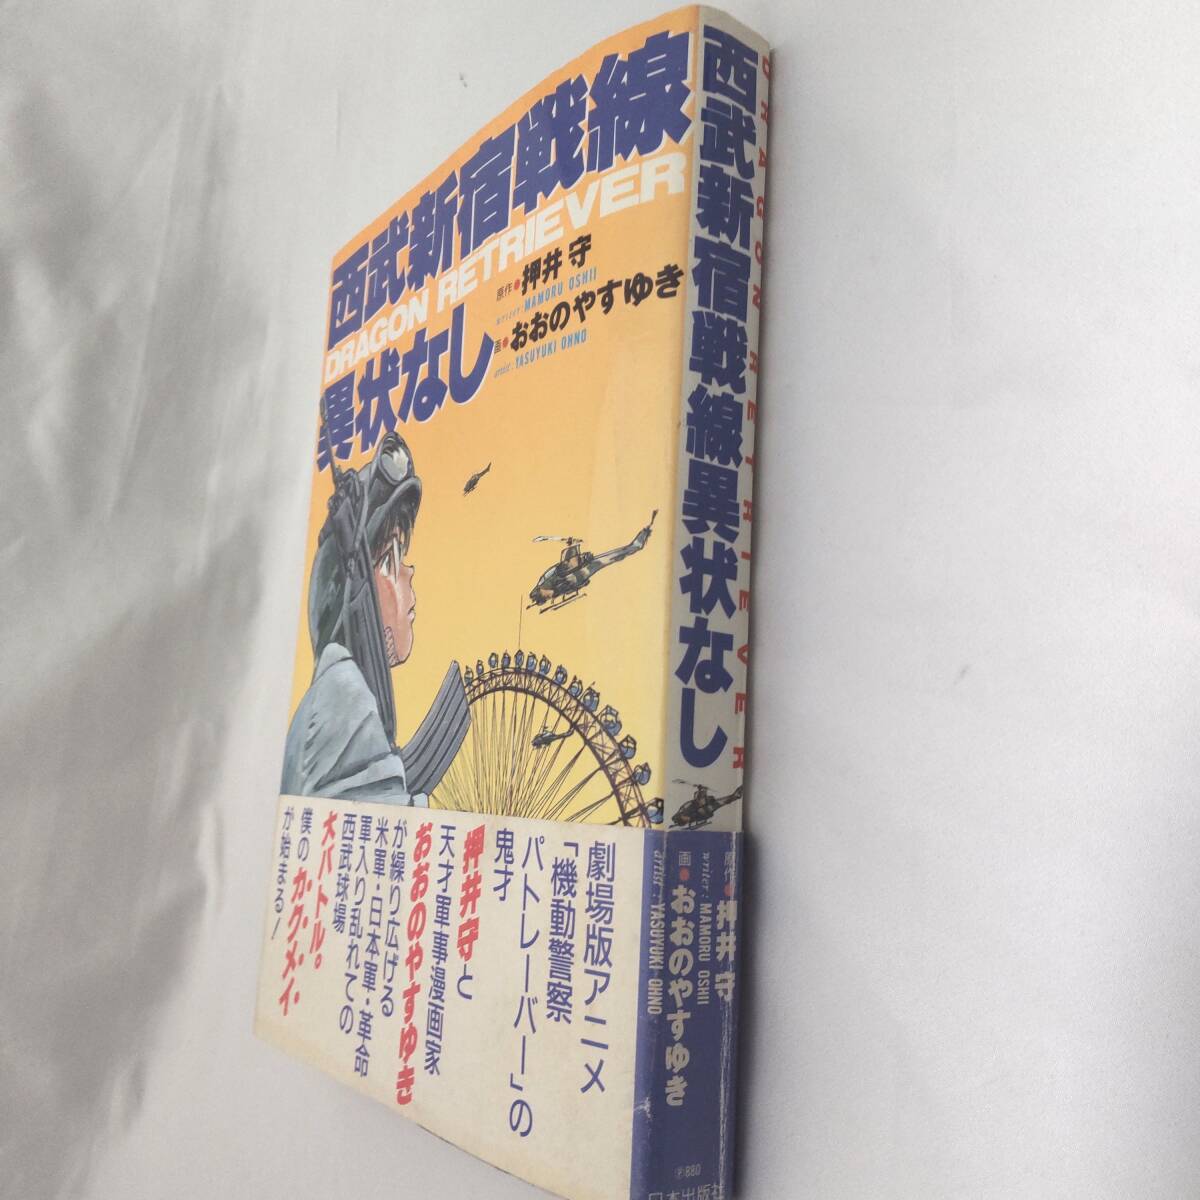 西武新宿戦線
DRAGON RETRIEVER
異状なし
原作●押井 守
writer:MAMORU OSHII
画●おおのやすゆき
artist:YASUYUKI OHNO
劇場版アニメ
「機動警察
パトレーバー」の
鬼才
押井守と
天才軍事漫画家
おおのやすゆき
が繰り広げる
米軍・日本軍・革命
軍入り乱れての
西武球場
大バトル。
僕のカクメイ
が始まる!
西武新宿戦線異状なし
DRAGON RETRIEVER
原作●押井 守
writer:MAMORU OSHII
画●おおのやすゆき
artist:YASUYUKI OHNO
P880
日本出版社